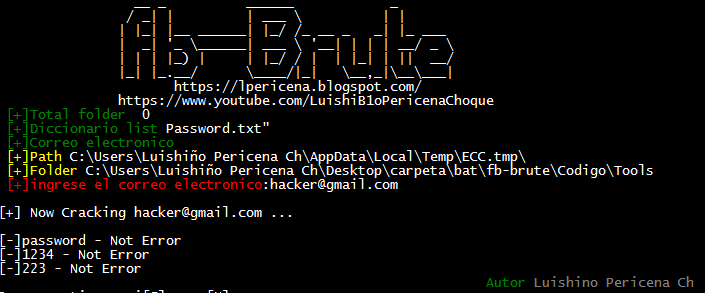 fb-Brute
https://lpericena.blogspot.com/
https://www.youtube.com/LuishiB1oPericenaChoque
[+]Total folder  0
[+]Diccionario list Password.txt"
[+]Correo electronico
[+]Path C:\Users\Luishiño Pericena Ch\AppData\Local\Temp\ECC.tmp\
[+]Folder C:\Users\Luishiño Pericena Ch\Desktop\carpeta\bat\fb-brute\Codigo\Tools
[+]ingrese el correo electronico:hacker@gmail.com
[+] Now Cracking hacker@gmail.com ...
[-]password - Not Error
[-]1234 - Not Error
[-]223 - Not Error
Autor Luishino Pericena Ch